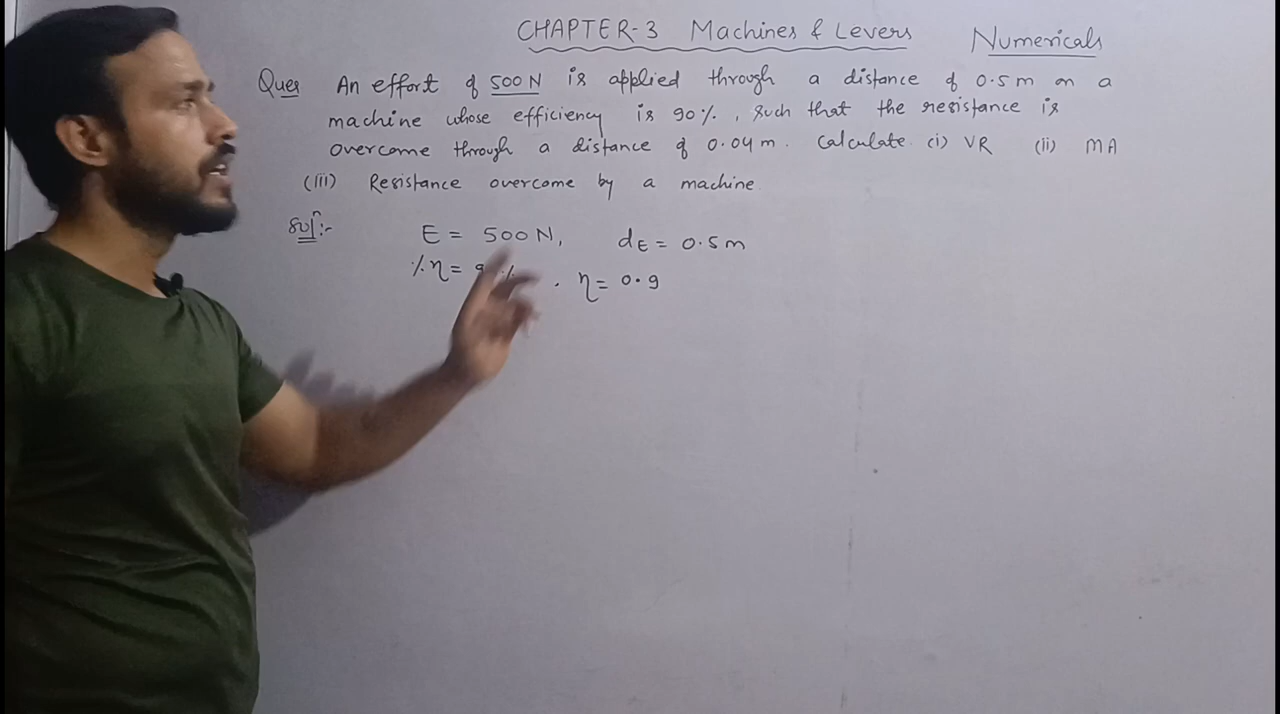 CHAPTER-3 Machines & Levers Numericals
Ques An effort of 500 N is applied through a distance of 0.5 m on a
machine whose efficiency is 90%, such that the resistance is
overcome through a distance of 0.04 m. Calculate (i) VR (ii) MA
(iii) Resistance overcome by a machine.
Solⁿ:- E = 500 N, dE = 0.5 m
% η = % . η = 0.9